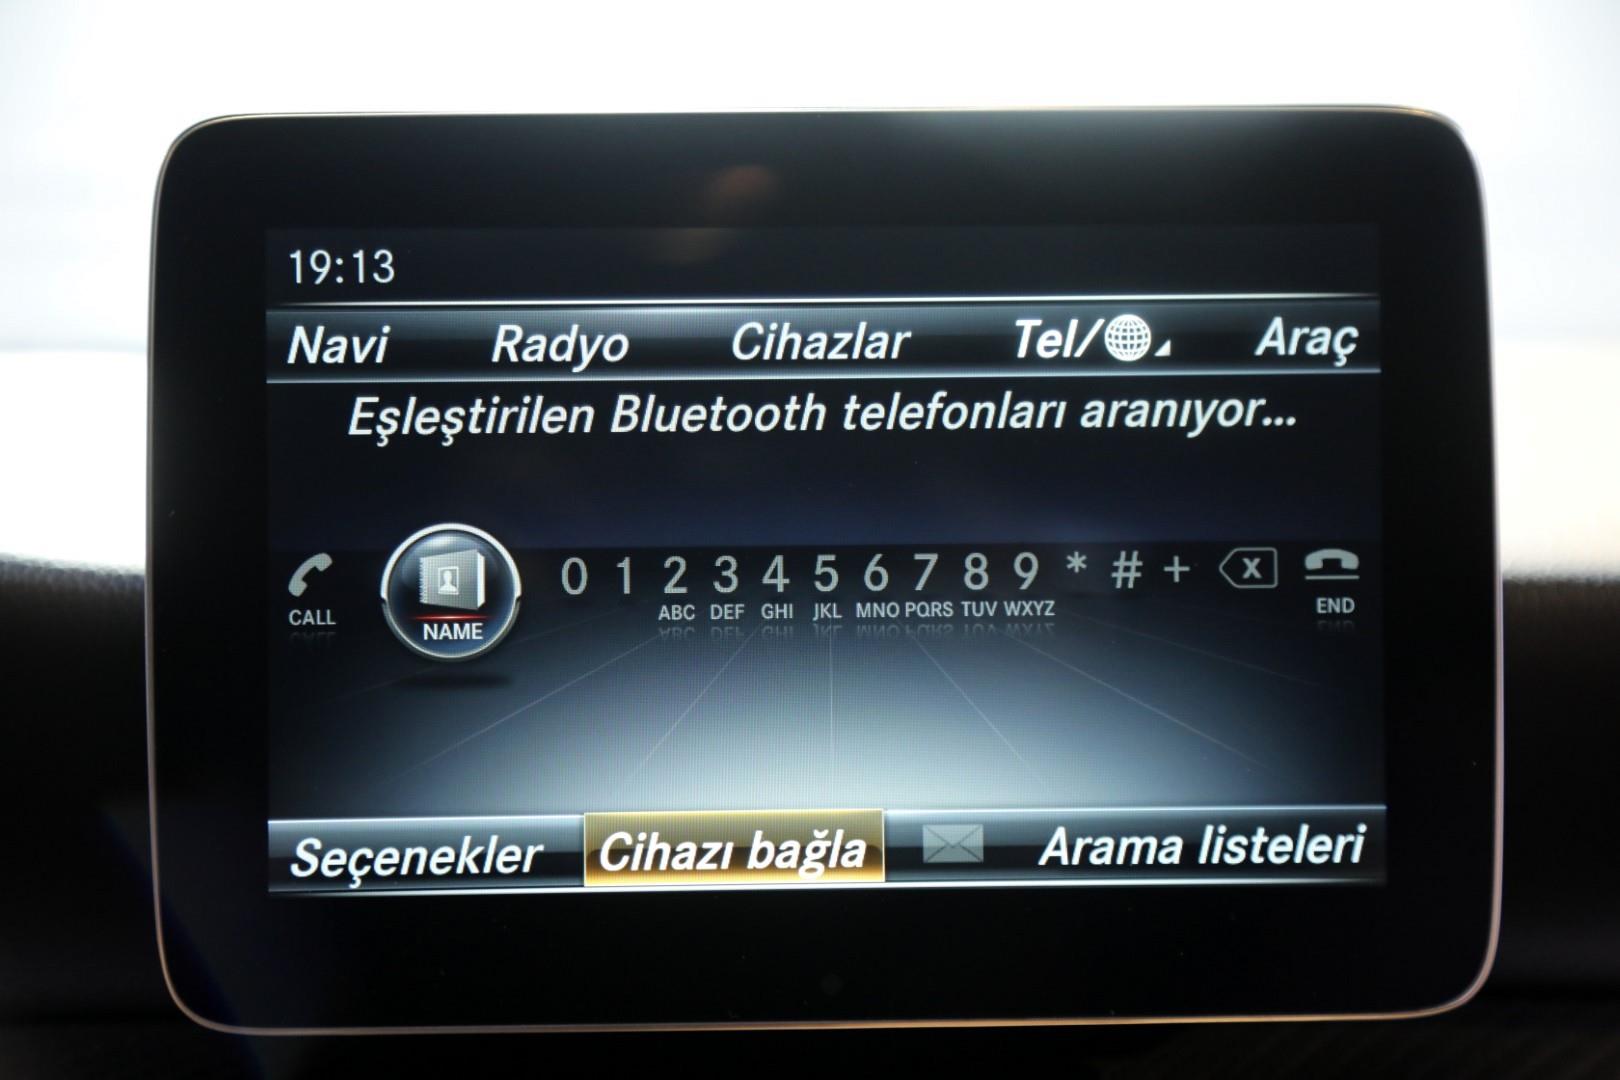 19:13
Navi Radyo Cihazlar Tel/ Araç
Eşleştirilen Bluetooth telefonları aranıyor...
0 1 2 3 4 5 6 7 8 9 * # + X
CALL NAME ABC DEF GHI JKL MNO PQRS TUV WXYZ END
Seçenekler Cihazı bağla Arama listeleri